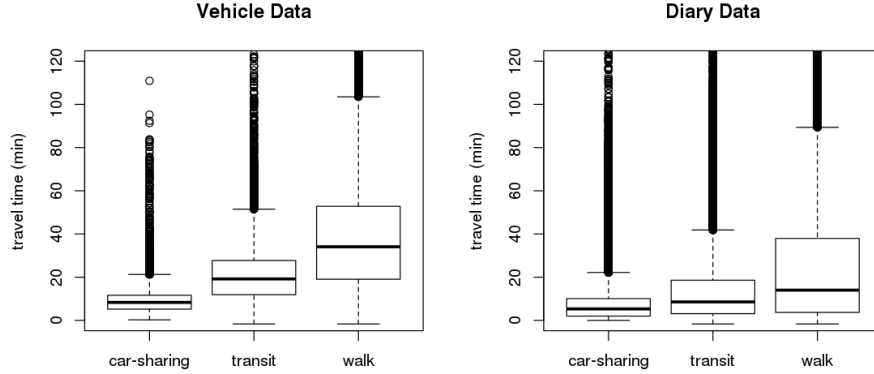 Vehicle Data
travel time (min)
0 20 40 60 80 100 120
car-sharing transit walk
Diary Data
travel time (min)
0 20 40 60 80 100 120
car-sharing transit walk